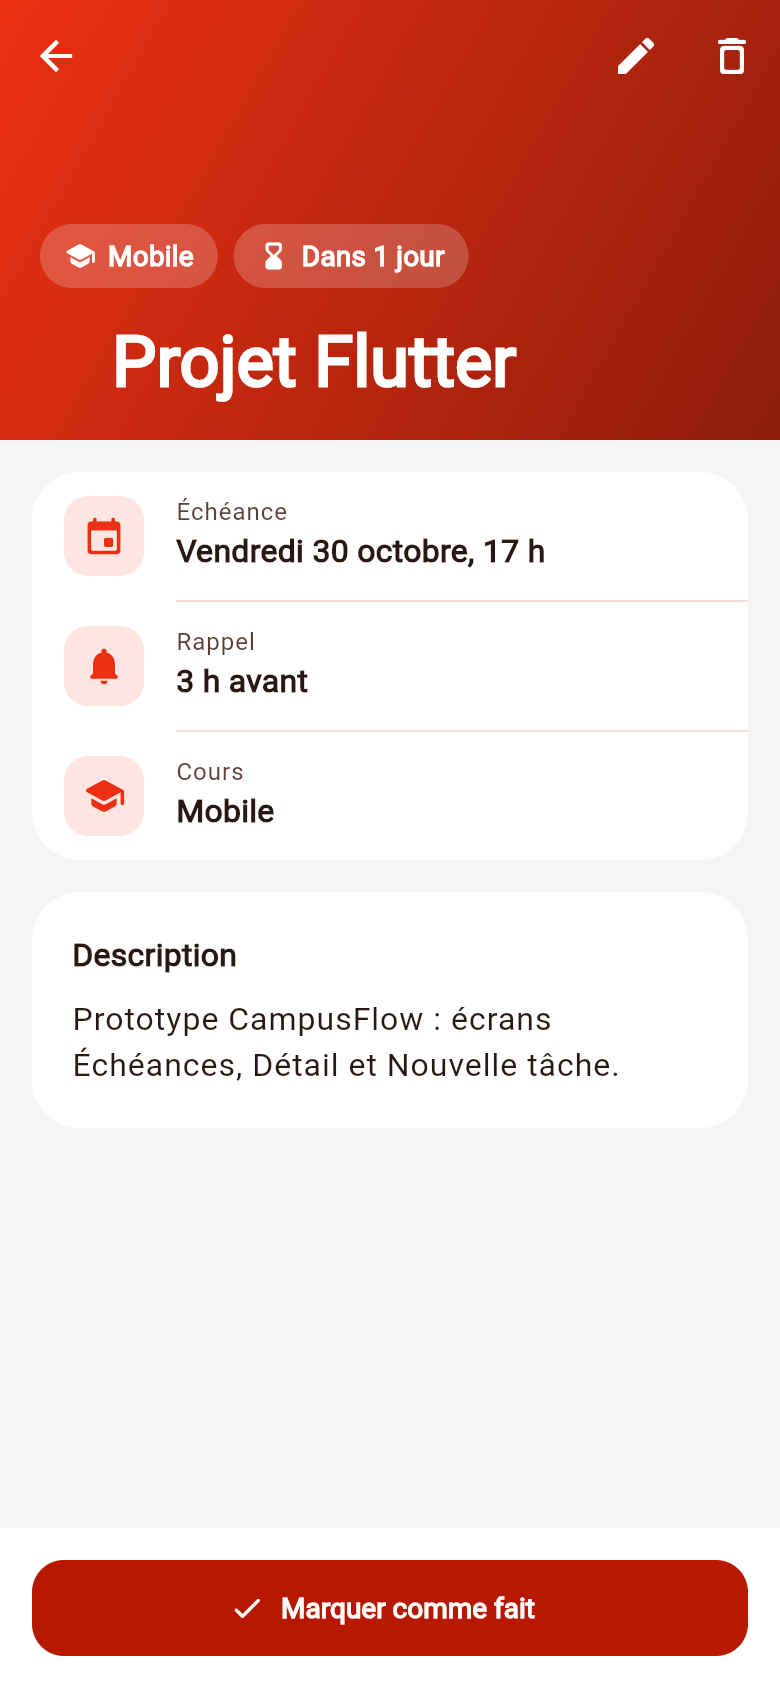 Mobile
Dans 1 jour
Projet Flutter
Échéance
Vendredi 30 octobre, 17 h
Rappel
3 h avant
Cours
Mobile
Description
Prototype CampusFlow : écrans
Échéances, Détail et Nouvelle tâche.
Marquer comme fait